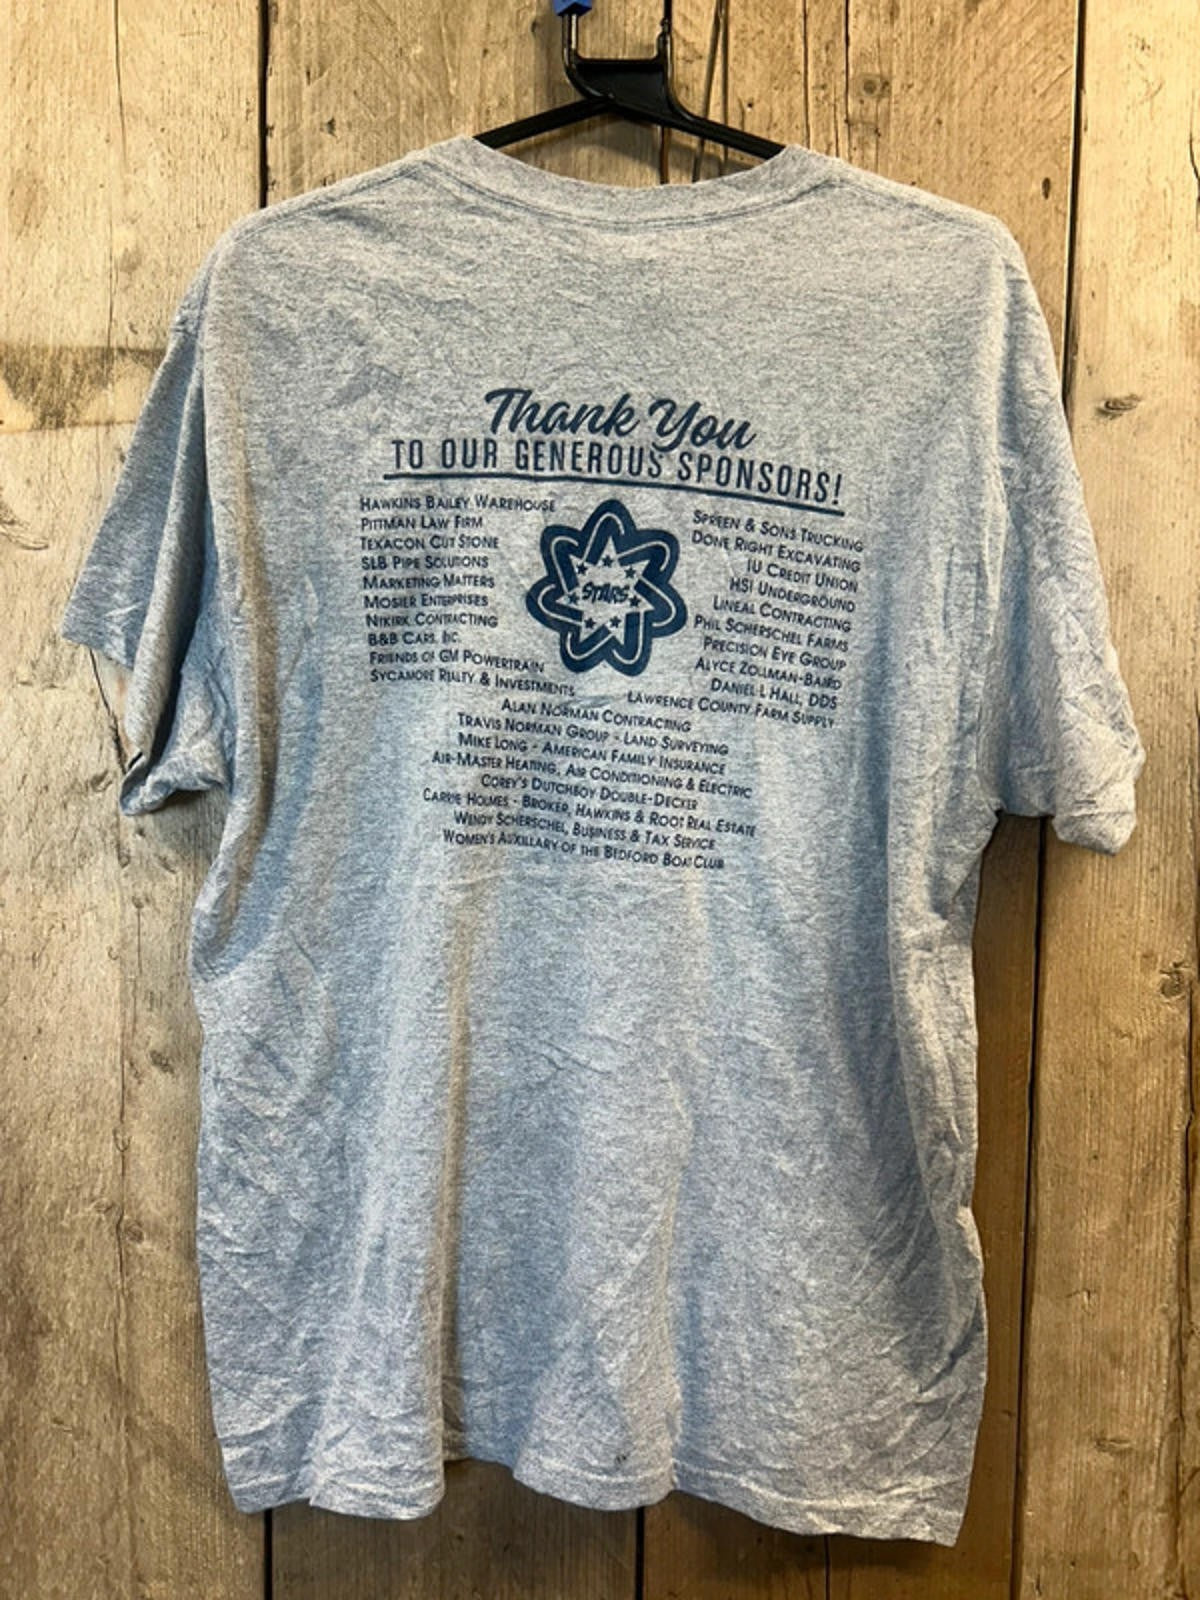 Thank You
TO OUR GENEROUS SPONSORS!
HAWKINS BAILEY WAREHOUSE
PITTMAN LAW FIRM
TEXACON CUT STONE
SLB PIPE SOLUTIONS
MARKETING MATTERS
MOSIER ENTERPRISES
NIKIRK CONTRACTING
B&B CARS, INC.
FRIENDS OF GM POWERTRAIN
SYCAMORE REALTY & INVESTMENTS
STARS
SPREEN & SONS TRUCKING
DONE RIGHT EXCAVATING
IU CREDIT UNION
HSI UNDERGROUND
LINEAL CONTRACTING
PHIL SCHERSCHEL FARMS
PRECISION EYE GROUP
ALYCE ZOLLMAN-BAIRD
DANIEL L HALL, DDS
LAWRENCE COUNTY FARM SUPPLY
ALAN NORMAN CONTRACTING
TRAVIS NORMAN GROUP - LAND SURVEYING
MIKE LONG - AMERICAN FAMILY INSURANCE
AIR-MASTER HEATING, AIR CONDITIONING & ELECTRIC
COREY'S DUTCHBOY DOUBLE-DECKER
CARRIE HOLMES - BROKER, HAWKINS & ROOT REAL ESTATE
WENDY SCHERSCHEL, BUSINESS & TAX SERVICE
WOMEN'S AUXILLARY OF THE BEDFORD BOAT CLUB